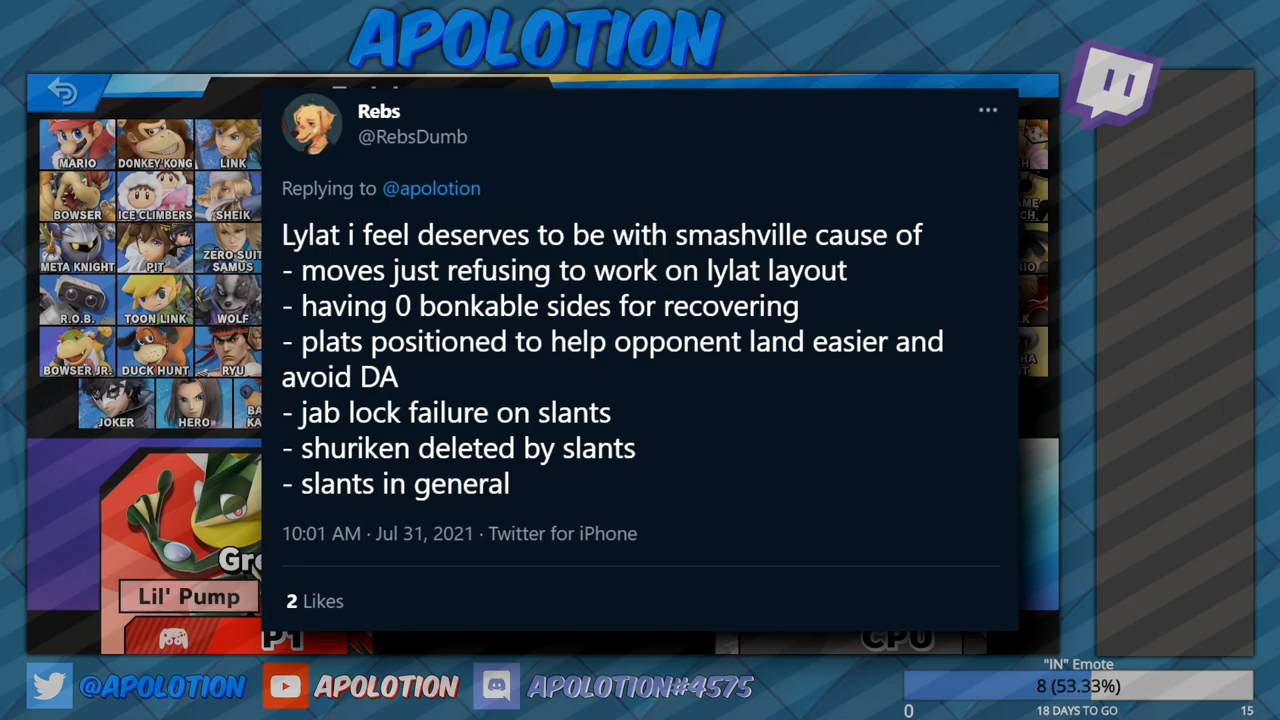 APOLOTION
Rebs
@RebsDumb
Replying to @apolotion
Lylat i feel deserves to be with smashville cause of
- moves just refusing to work on lylat layout
- having 0 bonkable sides for recovering
- plats positioned to help opponent land easier and
avoid DA
- jab lock failure on slants
- shuriken deleted by slants
- slants in general
10:01 AM · Jul 31, 2021 · Twitter for iPhone
2 Likes
MARIO
DONKEY KONG
LINK
BOWSER
ICE CLIMBERS
SHEIK
META KNIGHT
PIT
ZERO SUIT
SAMUS
R.O.B.
TOON LINK
WOLF
BOWSER JR.
DUCK HUNT
RYU
JOKER
HERO
Gre
Lil' Pump
P1
CPU
@APOLOTION
APOLOTION
APOLOTION#4575
"IN" Emote
8 (53.33%)
0
18 DAYS TO GO
15